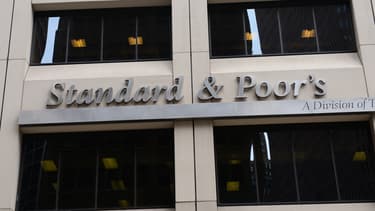 Standard & Poor's
A Division of T